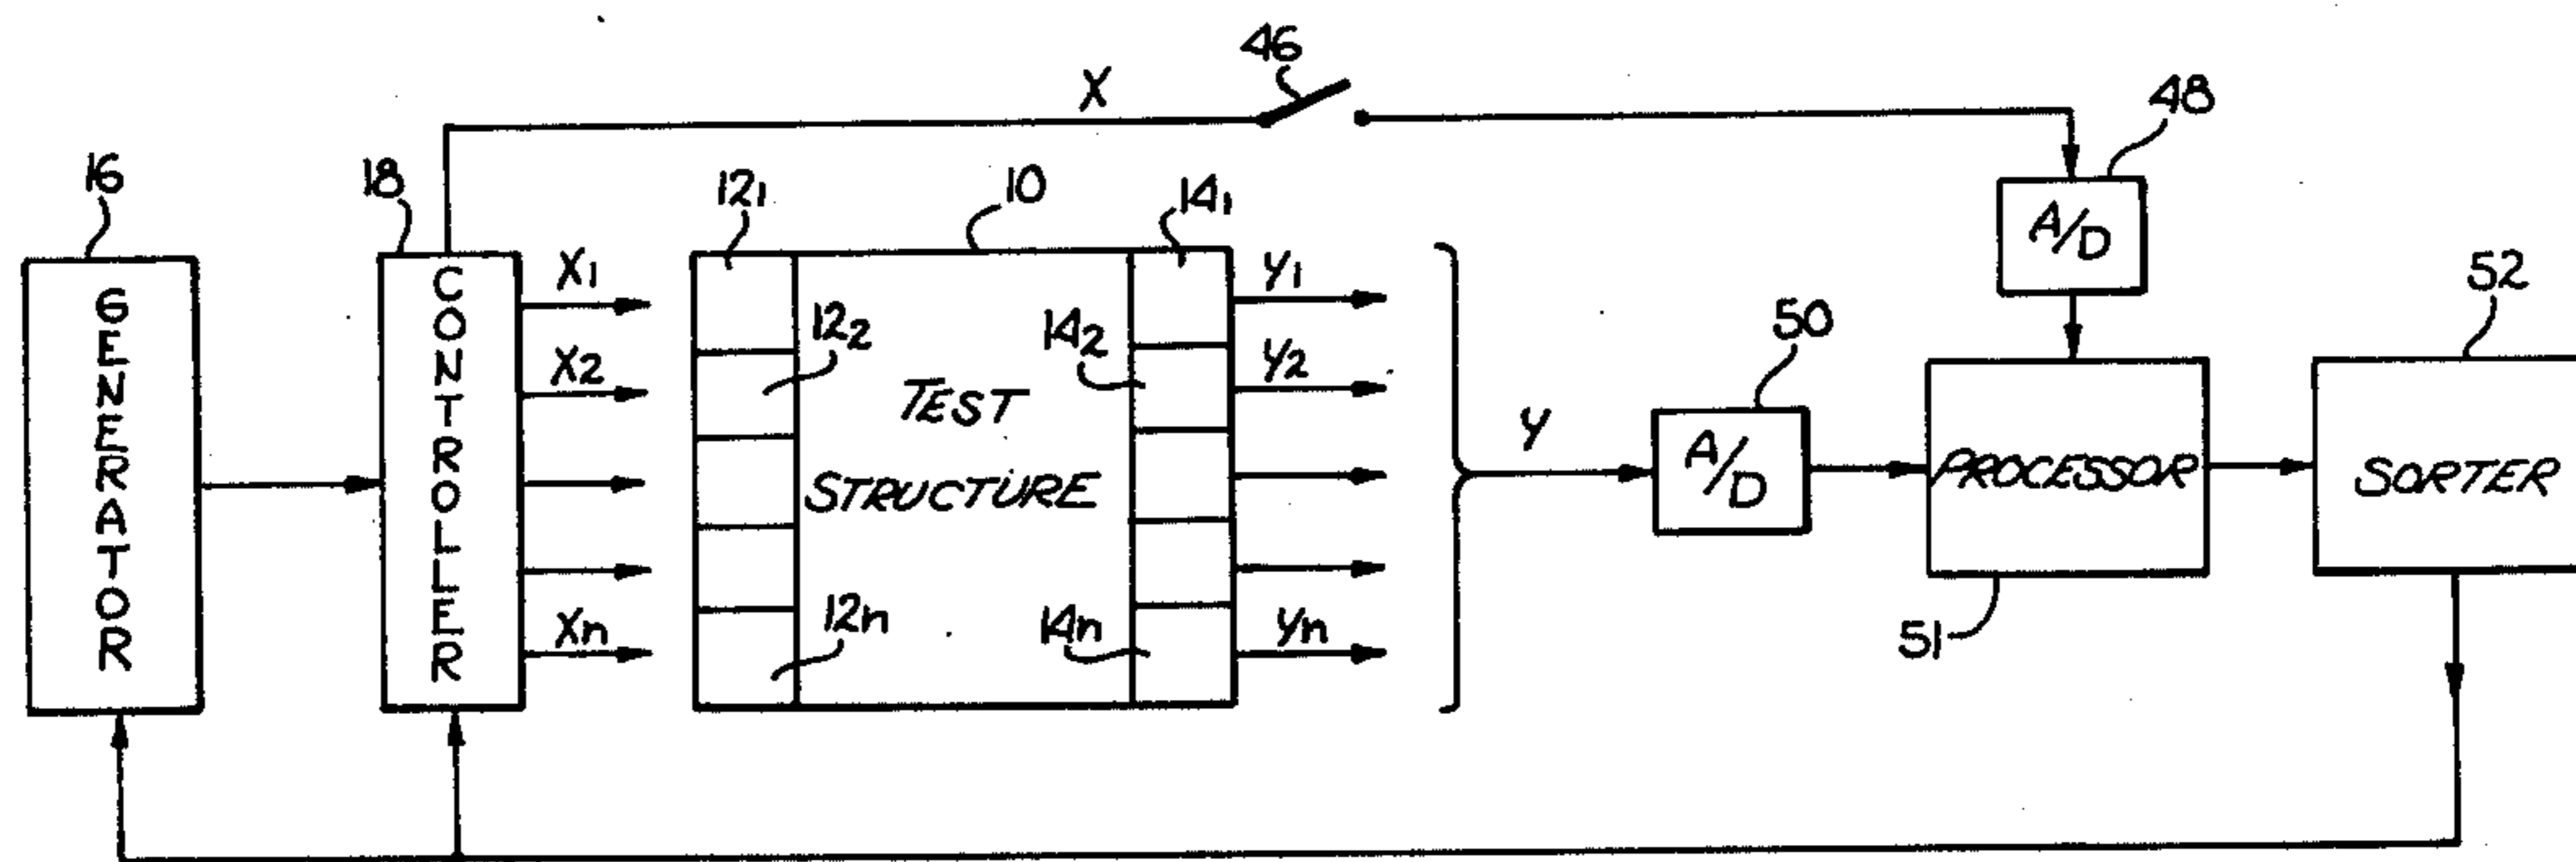 46
X
48
16
18
12₁
10
14₁
A/D
GENERATOR
CONTROLLER
X₁
X₂
Xn
12₂
12n
TEST
STRUCTURE
14₂
14n
Y₁
Y₂
Yn
Y
50
A/D
52
PROCESSOR
SORTER
51